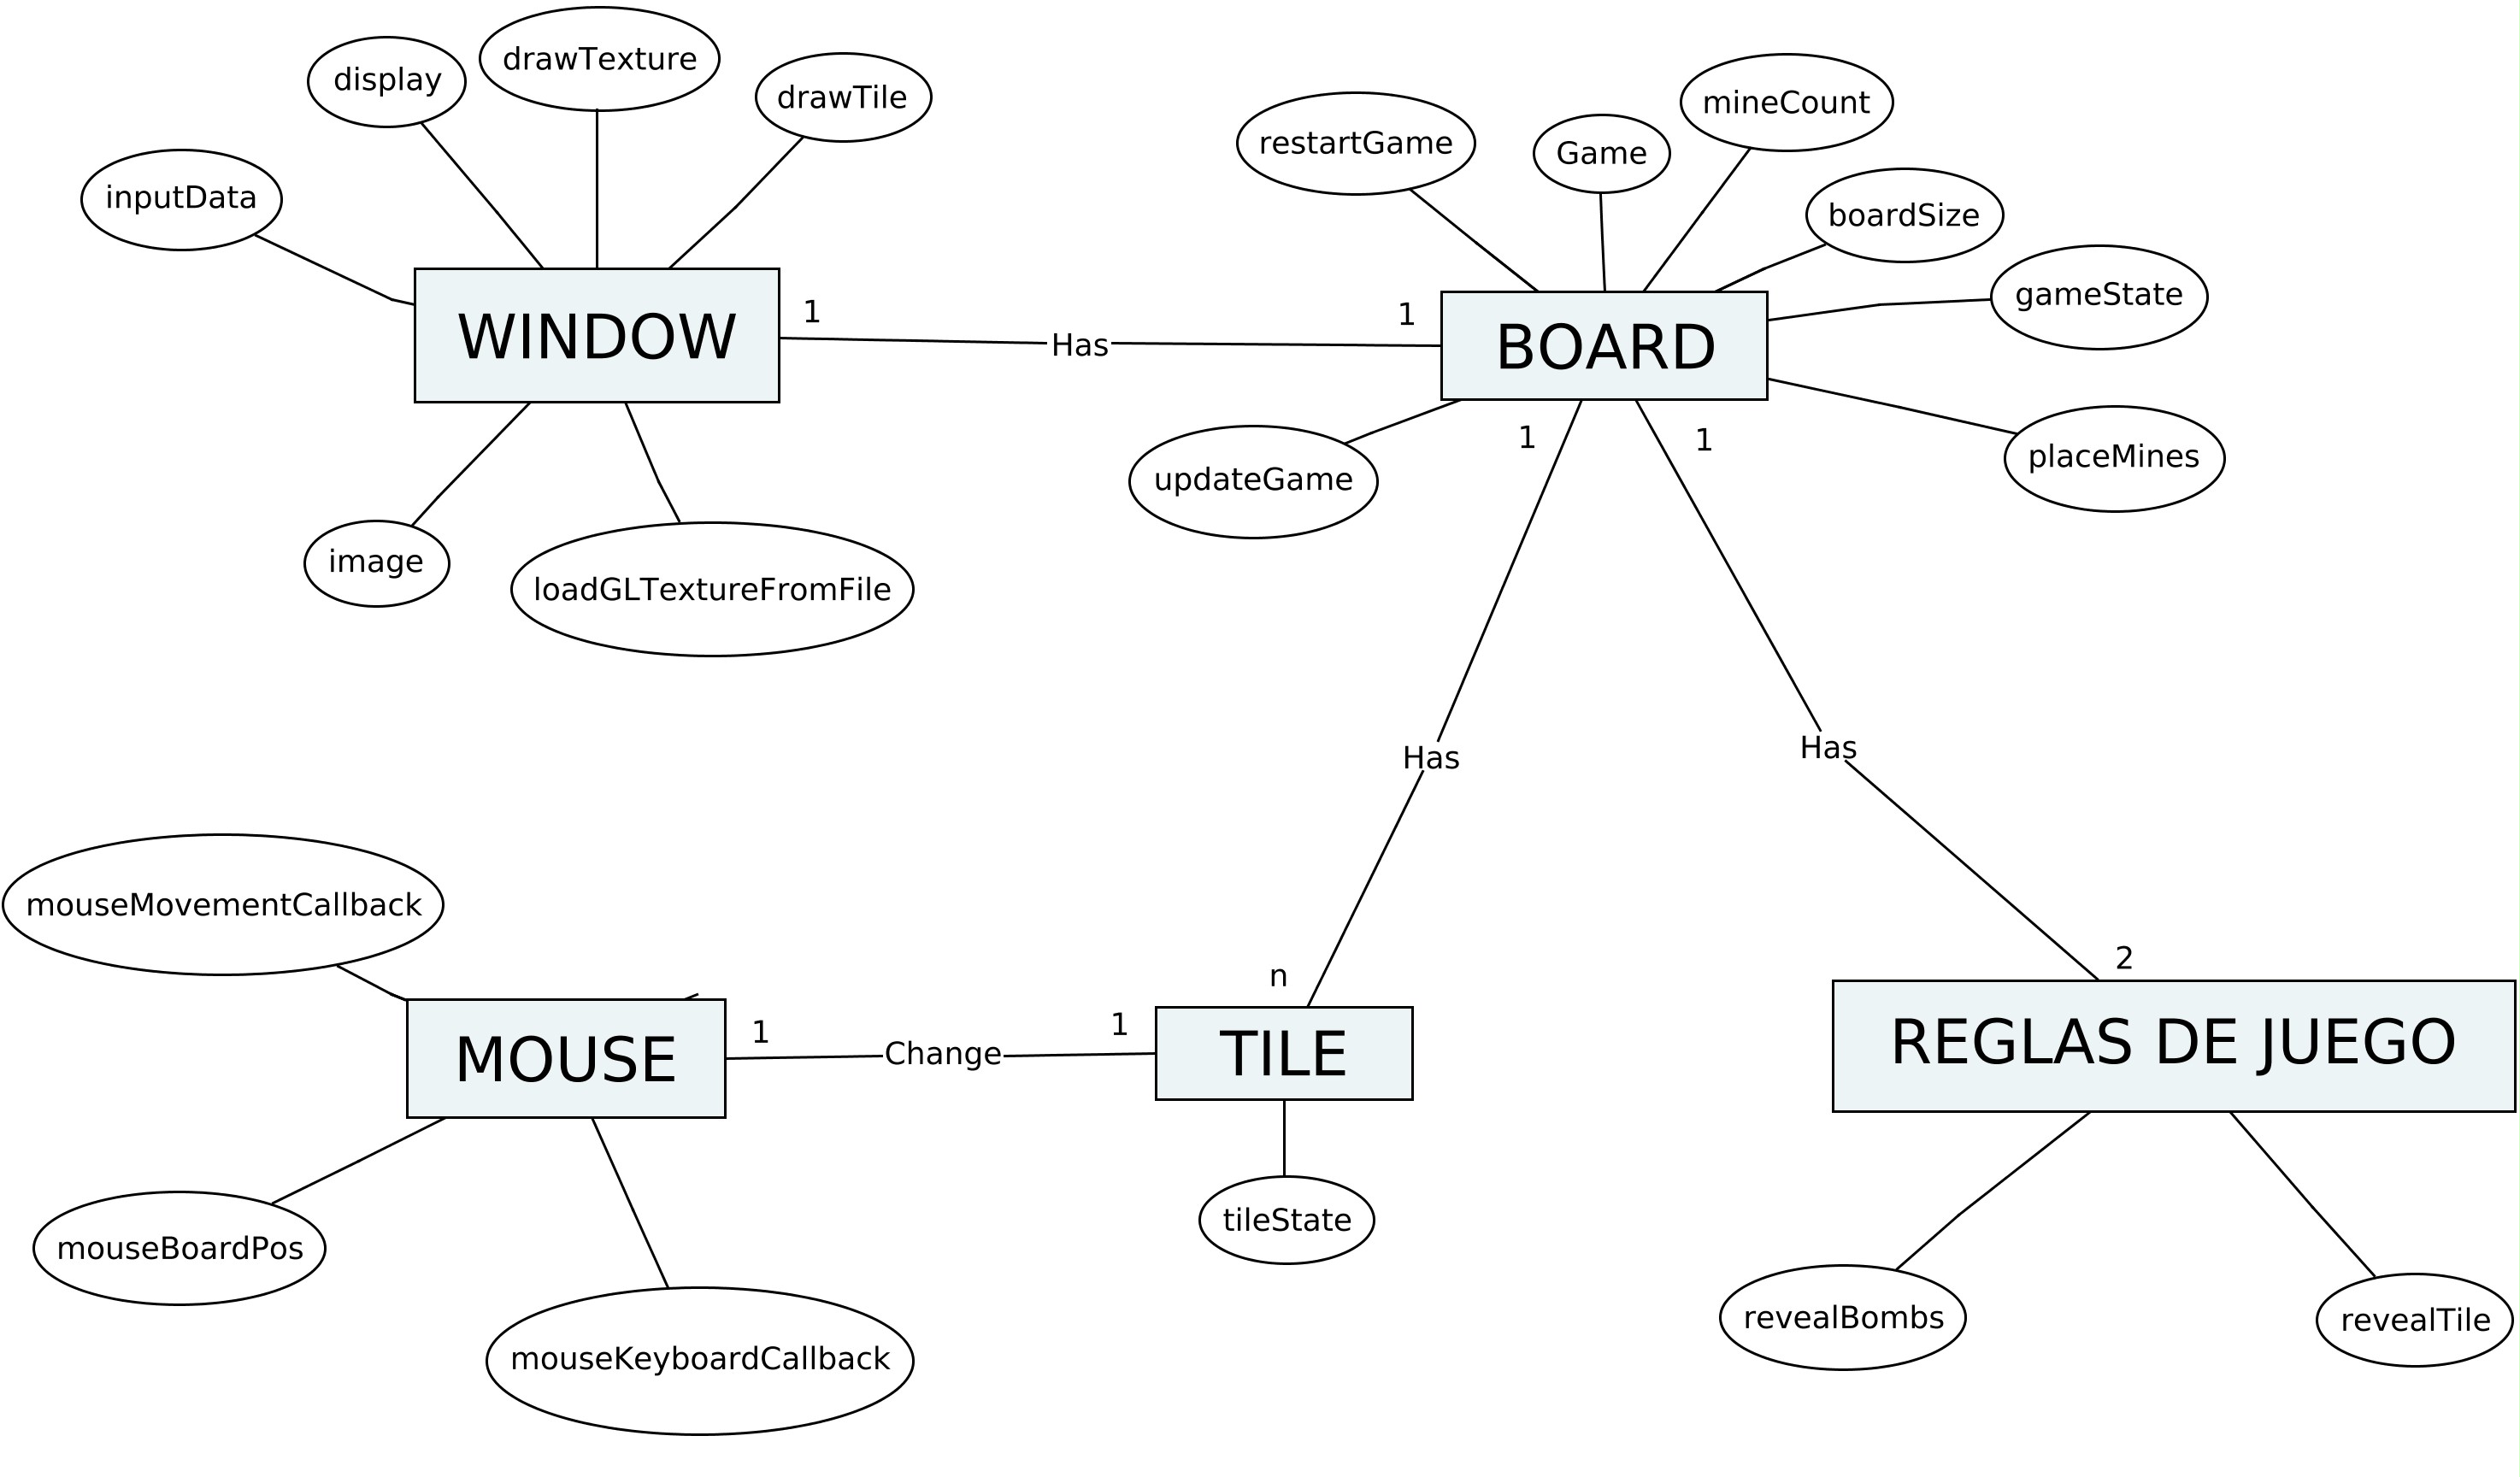 drawTexture
display
drawTile
mineCount
restartGame
Game
inputData
boardSize
gameState
WINDOW
1
Has
1
BOARD
1
1
updateGame
placeMines
image
loadGLTextureFromFile
Has
Has
mouseMovementCallback
n
2
MOUSE
1
Change
1
TILE
REGLAS DE JUEGO
tileState
mouseBoardPos
revealBombs
revealTile
mouseKeyboardCallback